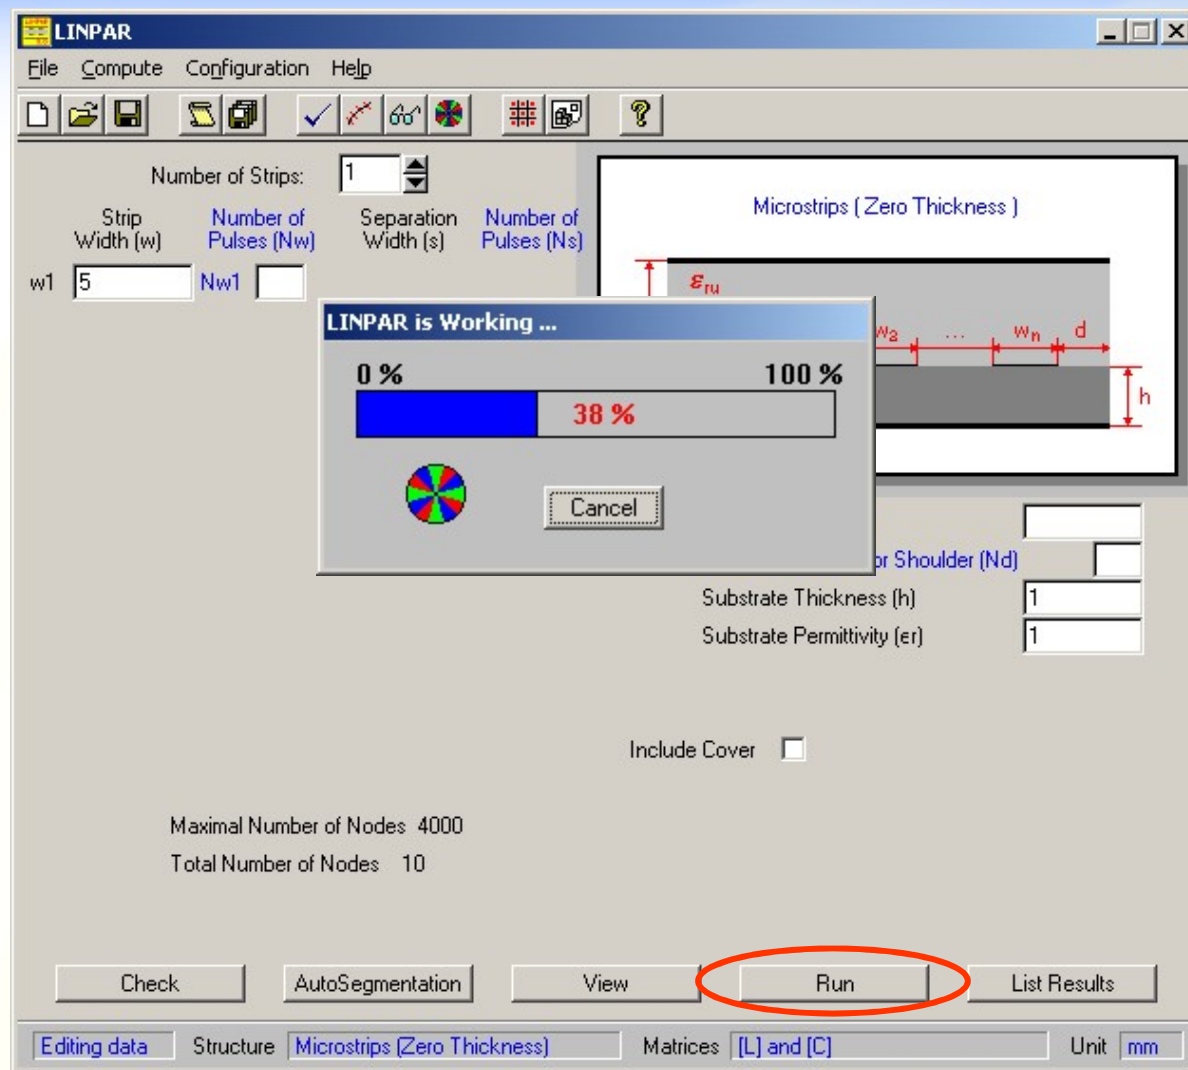 LINPAR
File Compute Configuration Help
Number of Strips: 1
Strip Width (w) Number of Pulses (Nw) Separation Width (s) Number of Pulses (Ns)
w1 5 Nw1
Microstrips ( Zero Thickness )
εru
w2 ... wn d
h
LINPAR is Working ...
0 % 100 %
38 %
Cancel
or Shoulder (Nd)
Substrate Thickness (h) 1
Substrate Permittivity (εr) 1
Include Cover
Maximal Number of Nodes 4000
Total Number of Nodes 10
Check AutoSegmentation View Run List Results
Editing data Structure Microstrips (Zero Thickness) Matrices [L] and [C] Unit mm